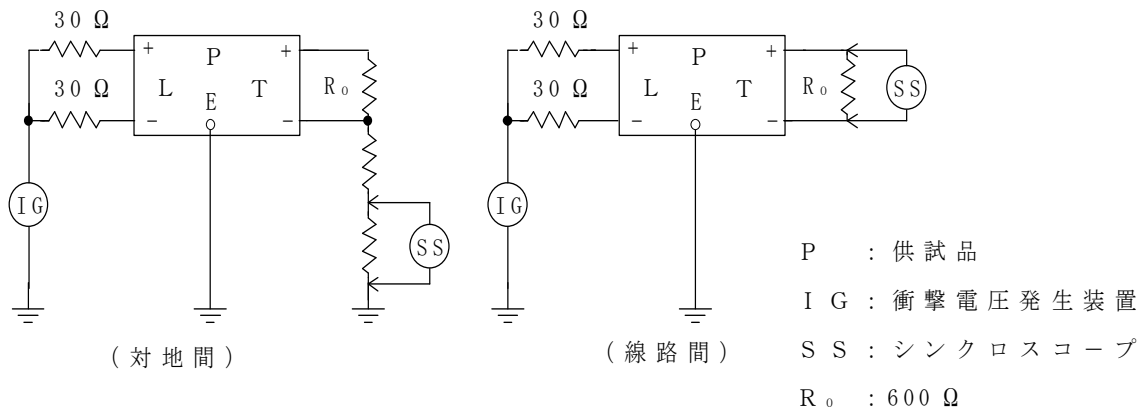 30 Ω
30 Ω
+
−
L
P
E
T
+
−
R₀
IG
SS
(対地間)
30 Ω
30 Ω
+
−
L
P
E
T
+
−
R₀
SS
IG
(線路間)
P : 供試品
IG : 衝撃電圧発生装置
SS : シンクロスコープ
R₀ : 600 Ω